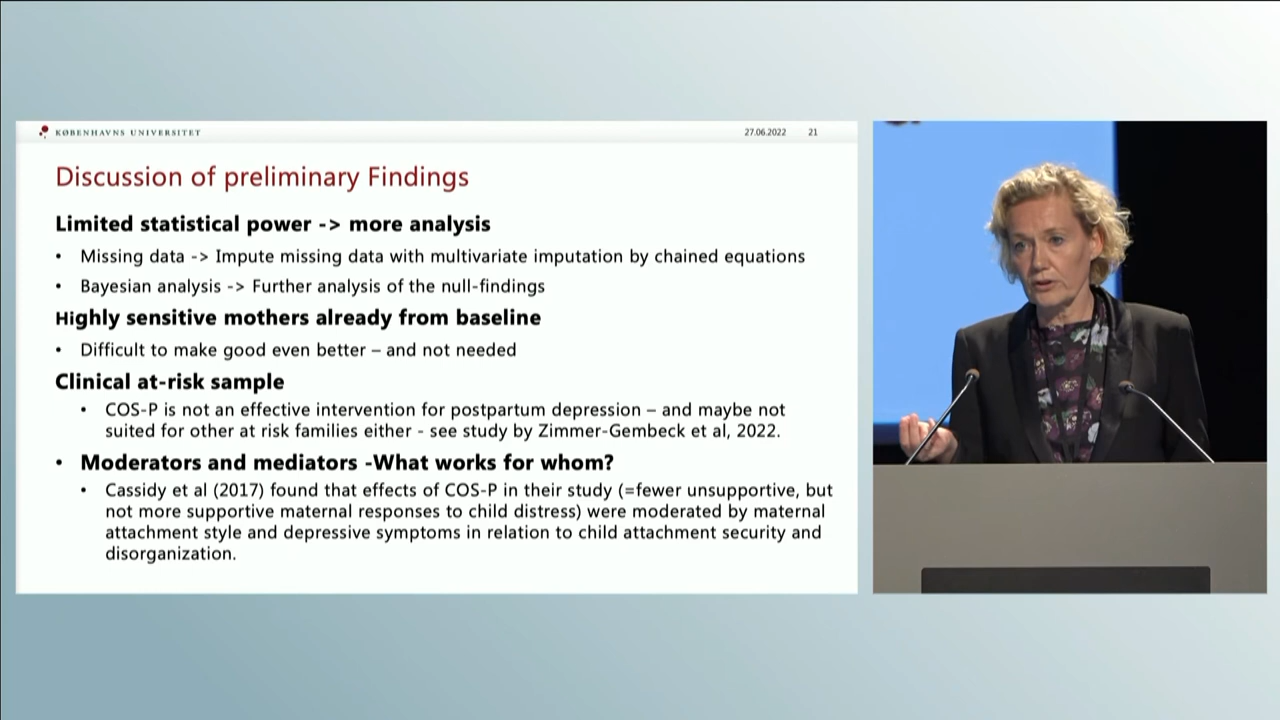 KØBENHAVNS UNIVERSITET
27.06.2022 21
Discussion of preliminary Findings
Limited statistical power -> more analysis
• Missing data -> Impute missing data with multivariate imputation by chained equations
• Bayesian analysis -> Further analysis of the null-findings
Highly sensitive mothers already from baseline
• Difficult to make good even better – and not needed
Clinical at-risk sample
• COS-P is not an effective intervention for postpartum depression – and maybe not
suited for other at risk families either - see study by Zimmer-Gembeck et al, 2022.
• Moderators and mediators -What works for whom?
• Cassidy et al (2017) found that effects of COS-P in their study (=fewer unsupportive, but
not more supportive maternal responses to child distress) were moderated by maternal
attachment style and depressive symptoms in relation to child attachment security and
disorganization.